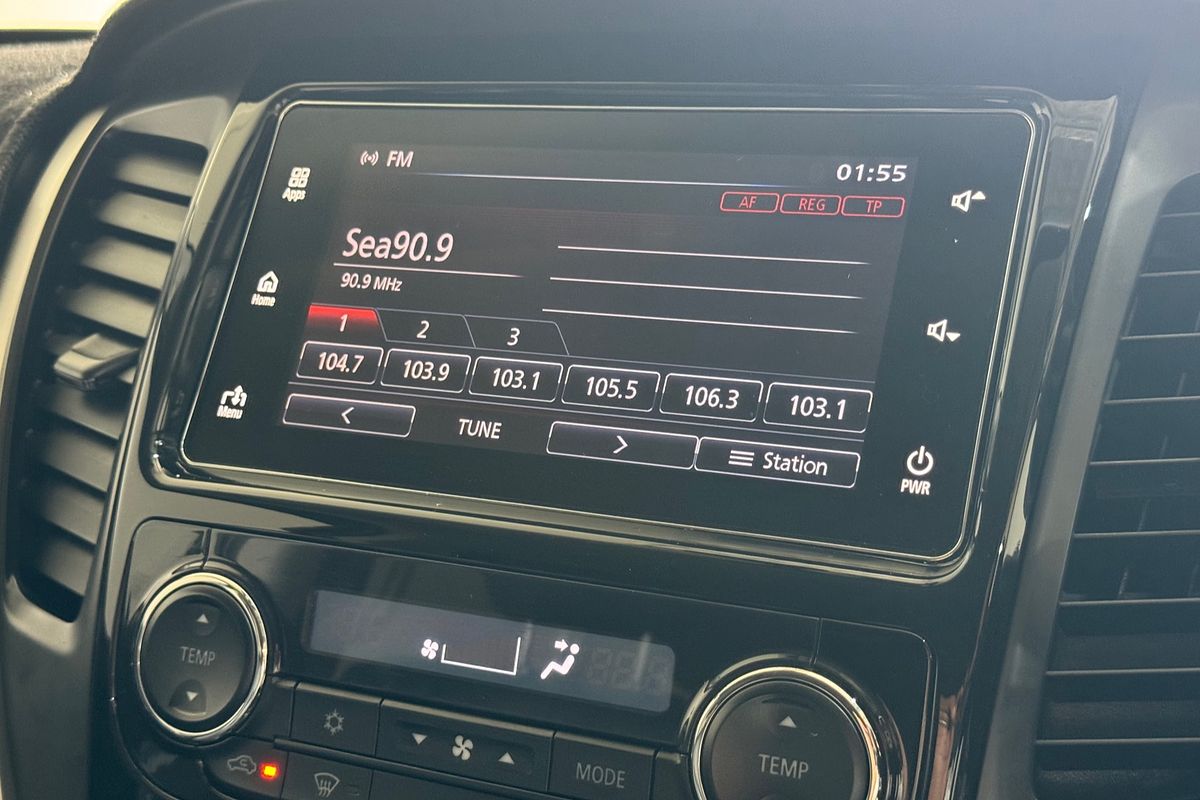 FM
01:55
Apps
AF REG TP
Sea90.9
90.9 MHz
Home
1 2 3
104.7 103.9 103.1 105.5 106.3 103.1
Menu
< TUNE > Station
PWR
TEMP
TEMP
MODE